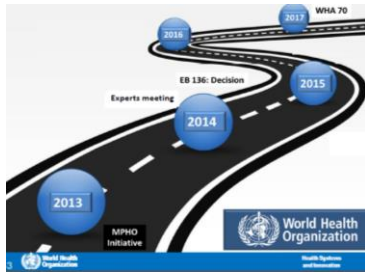 WHA 70
2017
2016
EB 136: Decision
2015
Experts meeting
2014
2013
MPHO
Initiative
World Health
Organization
3
World Health
Organization
Health Systems
and Innovation